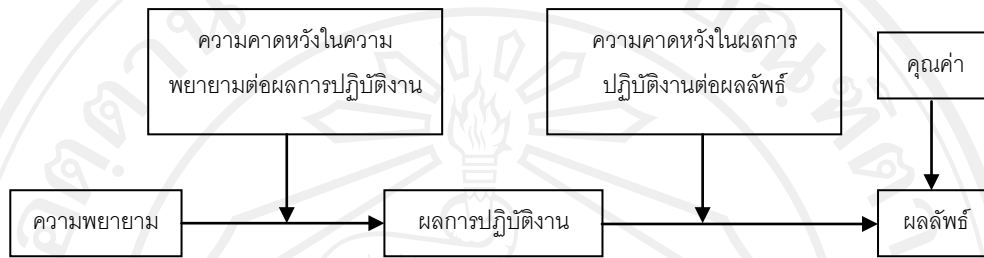 ความคาดหวังในความ
พยายามต่อผลการปฏิบัติงาน
ความคาดหวังในผลการ
ปฏิบัติงานต่อผลลัพธ์
คุณค่า
ความพยายาม
ผลการปฏิบัติงาน
ผลลัพธ์